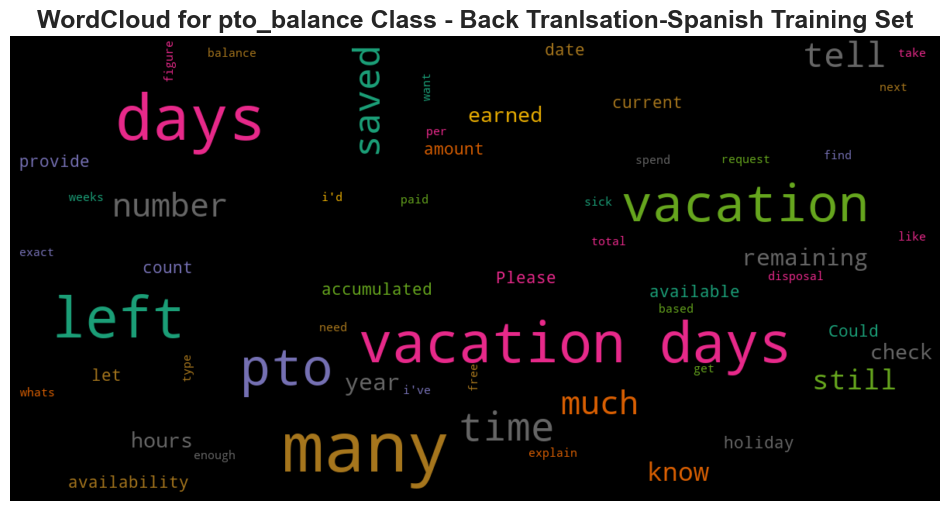 WordCloud for pto_balance Class - Back Tranlsation-Spanish Training Set
figure
balance
saved
want
date
tell
take
next
days
earned
current
per
amount
provide
spend
request
find
weeks
number
i'd
paid
sick
vacation
total
like
exact
count
remaining
Please
disposal
accumulated
available
based
left
need
vacation days
Could
check
pto
type
let
year
i've
free
get
still
whats
much
many
time
hours
enough
explain
holiday
know
availability